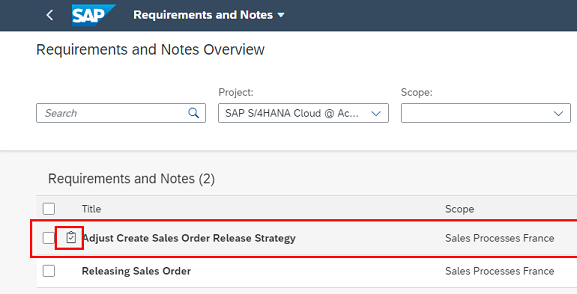 SAP Requirements and Notes
Requirements and Notes Overview
Project: Scope:
Search SAP S/4HANA Cloud @ Ac...
Requirements and Notes (2)
Title Scope
Adjust Create Sales Order Release Strategy Sales Processes France
Releasing Sales Order Sales Processes France